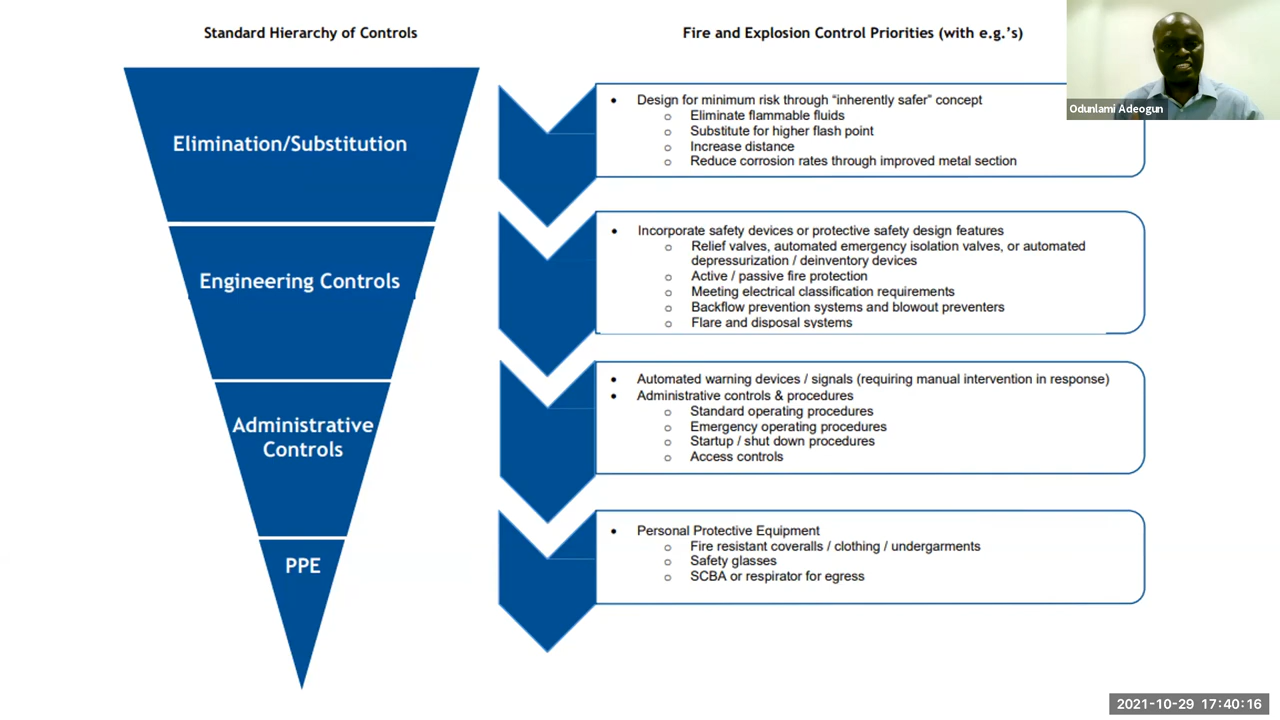 Standard Hierarchy of Controls
Fire and Explosion Control Priorities (with e.g.'s)
Odunlami Adeogun
Elimination/Substitution
• Design for minimum risk through “inherently safer” concept
o Eliminate flammable fluids
o Substitute for higher flash point
o Increase distance
o Reduce corrosion rates through improved metal section
Engineering Controls
• Incorporate safety devices or protective safety design features
o Relief valves, automated emergency isolation valves, or automated
depressurization / deinventory devices
o Active / passive fire protection
o Meeting electrical classification requirements
o Backflow prevention systems and blowout preventers
o Flare and disposal systems
Administrative
Controls
• Automated warning devices / signals (requiring manual intervention in response)
• Administrative controls & procedures
o Standard operating procedures
o Emergency operating procedures
o Startup / shut down procedures
o Access controls
PPE
• Personal Protective Equipment
o Fire resistant coveralls / clothing / undergarments
o Safety glasses
o SCBA or respirator for egress
2021-10-29 17:40:16